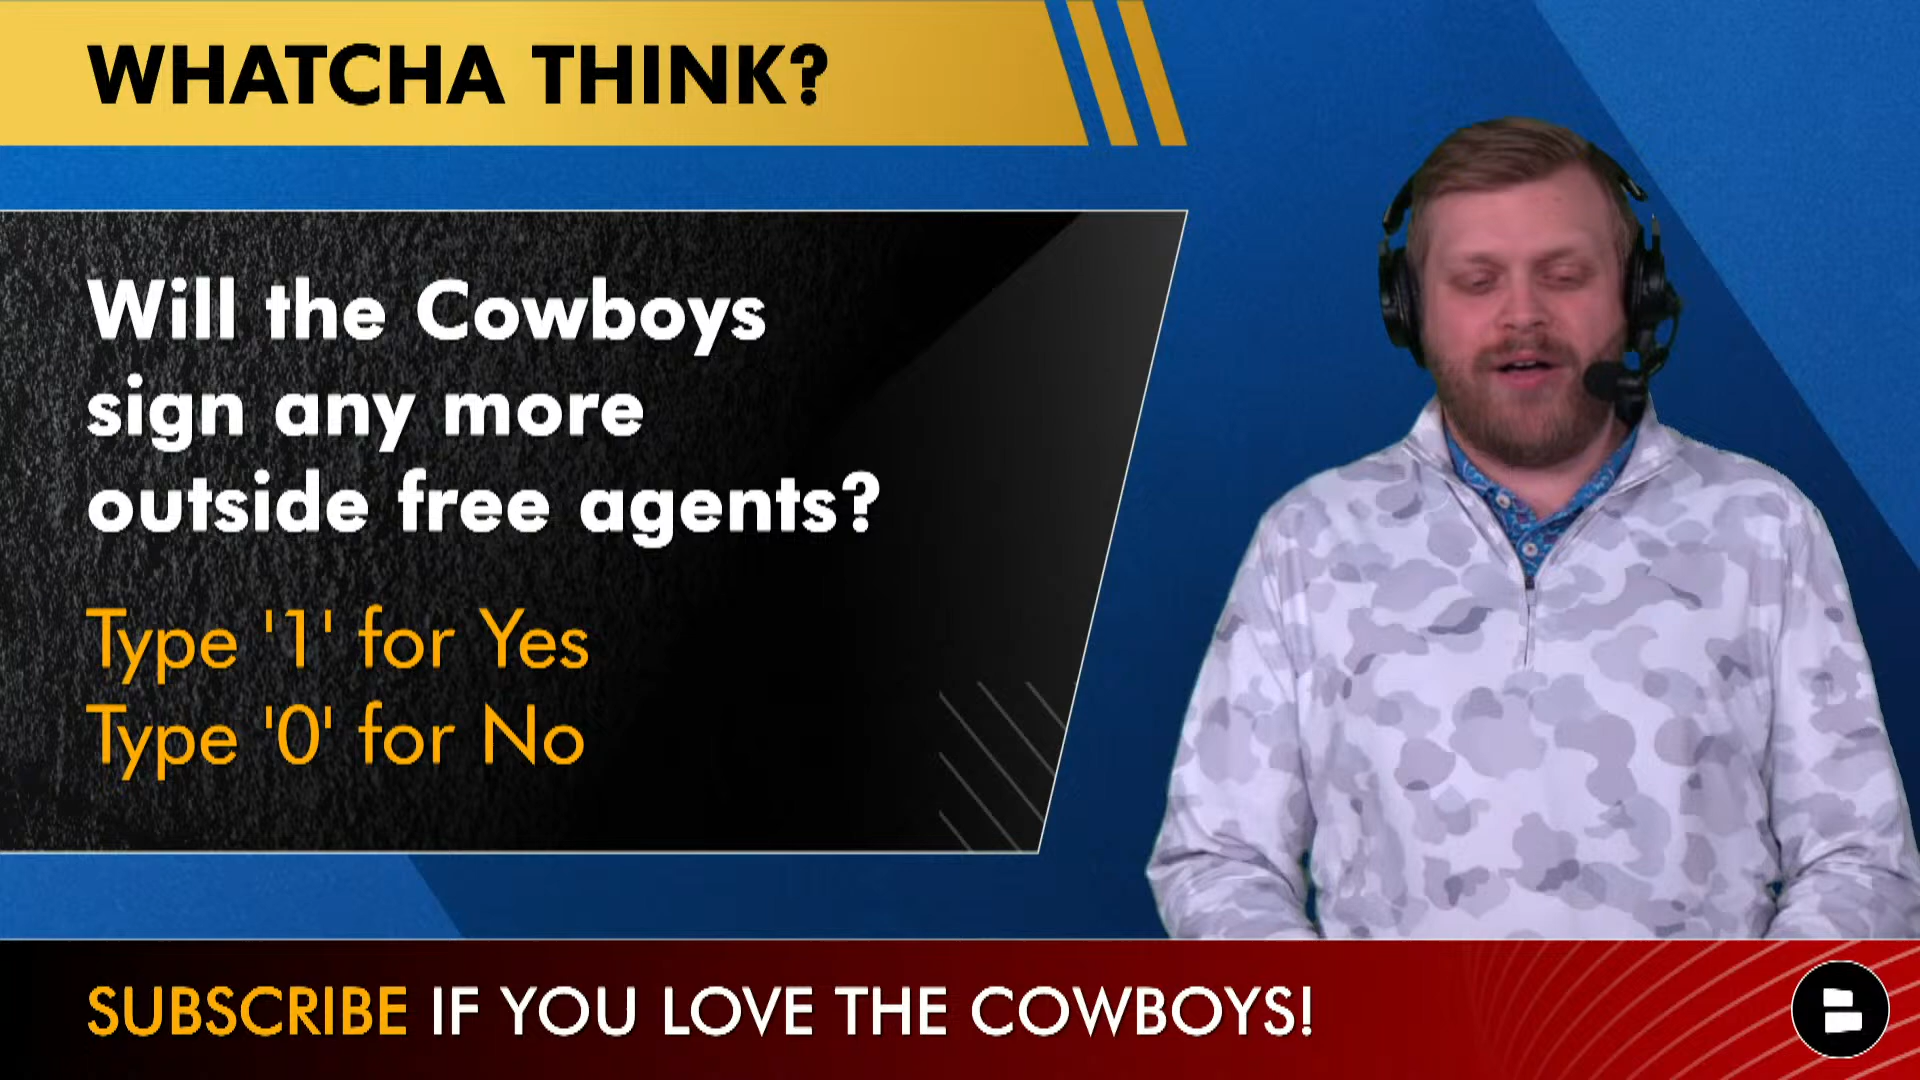 WHATCHA THINK?
Will the Cowboys
sign any more
outside free agents?
Type '1' for Yes
Type '0' for No
SUBSCRIBE IF YOU LOVE THE COWBOYS!